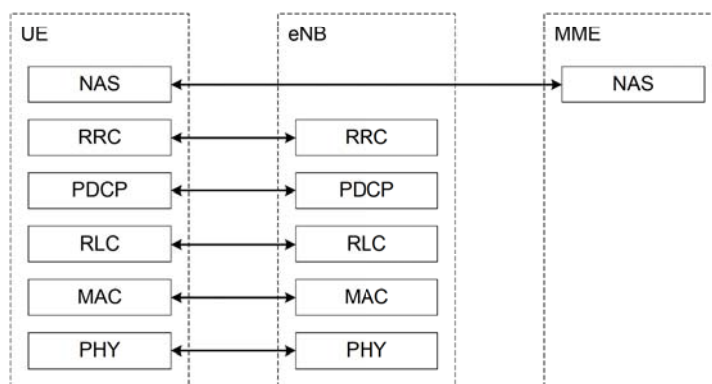 UE eNB MME
NAS NAS
RRC RRC
PDCP PDCP
RLC RLC
MAC MAC
PHY PHY